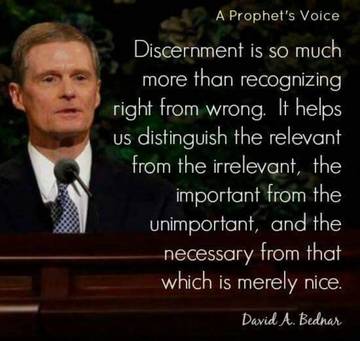 A Prophet's Voice
Discernment is so much
more than recognizing
right from wrong. It helps
us distinguish the relevant
from the irrelevant, the
important from the
unimportant, and the
necessary from that
which is merely nice.
David A. Bednar